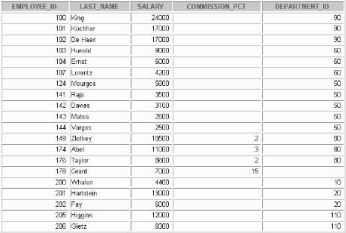 EMPLOYEE_ID LAST_NAME SALARY COMMISSION_PCT DEPARTMENT_ID
100 King 24000 90
101 Kochhar 17000 90
102 De Haan 17000 90
103 Hunold 9000 60
104 Ernst 6000 60
107 Lorentz 4200 60
124 Mourgos 5800 50
141 Rajs 3500 50
142 Davies 3100 50
143 Matos 2600 50
144 Vargas 2500 50
149 Zlotkey 10500 2 80
174 Abel 11000 3 80
176 Taylor 8600 2 80
178 Grant 7000 15
200 Whalen 4400 10
201 Hartstein 13000 20
202 Fay 6000 20
205 Higgins 12000 110
206 Gietz 8300 110